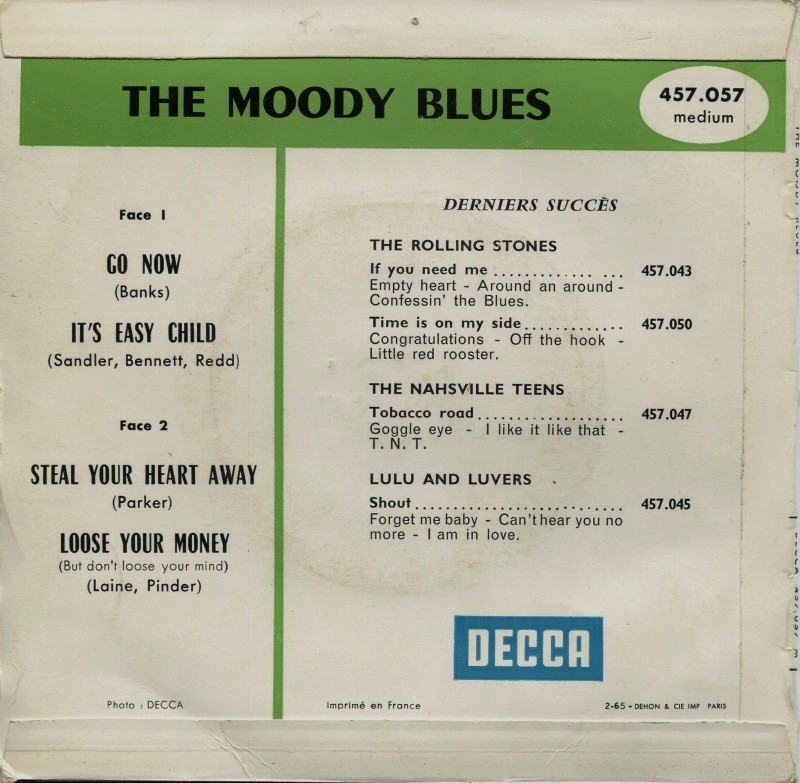 THE MOODY BLUES
457.057
medium
Face 1
GO NOW
(Banks)
IT'S EASY CHILD
(Sandler, Bennett, Redd)
Face 2
STEAL YOUR HEART AWAY
(Parker)
LOOSE YOUR MONEY
(But don't loose your mind)
(Laine, Pinder)
Photo : DECCA
DERNIERS SUCCÈS
THE ROLLING STONES
If you need me ............. ... 457.043
Empty heart - Around an around -
Confessin' the Blues.
Time is on my side............. 457.050
Congratulations - Off the hook -
Little red rooster.
THE NAHSVILLE TEENS
Tobacco road.................. 457.047
Goggle eye - I like it like that -
T. N. T.
LULU AND LUVERS
Shout.......................... 457.045
Forget me baby - Can't hear you no
more - I am in love.
DECCA
Imprimé en France
2-65 - DEHON & CIE IMP PARIS